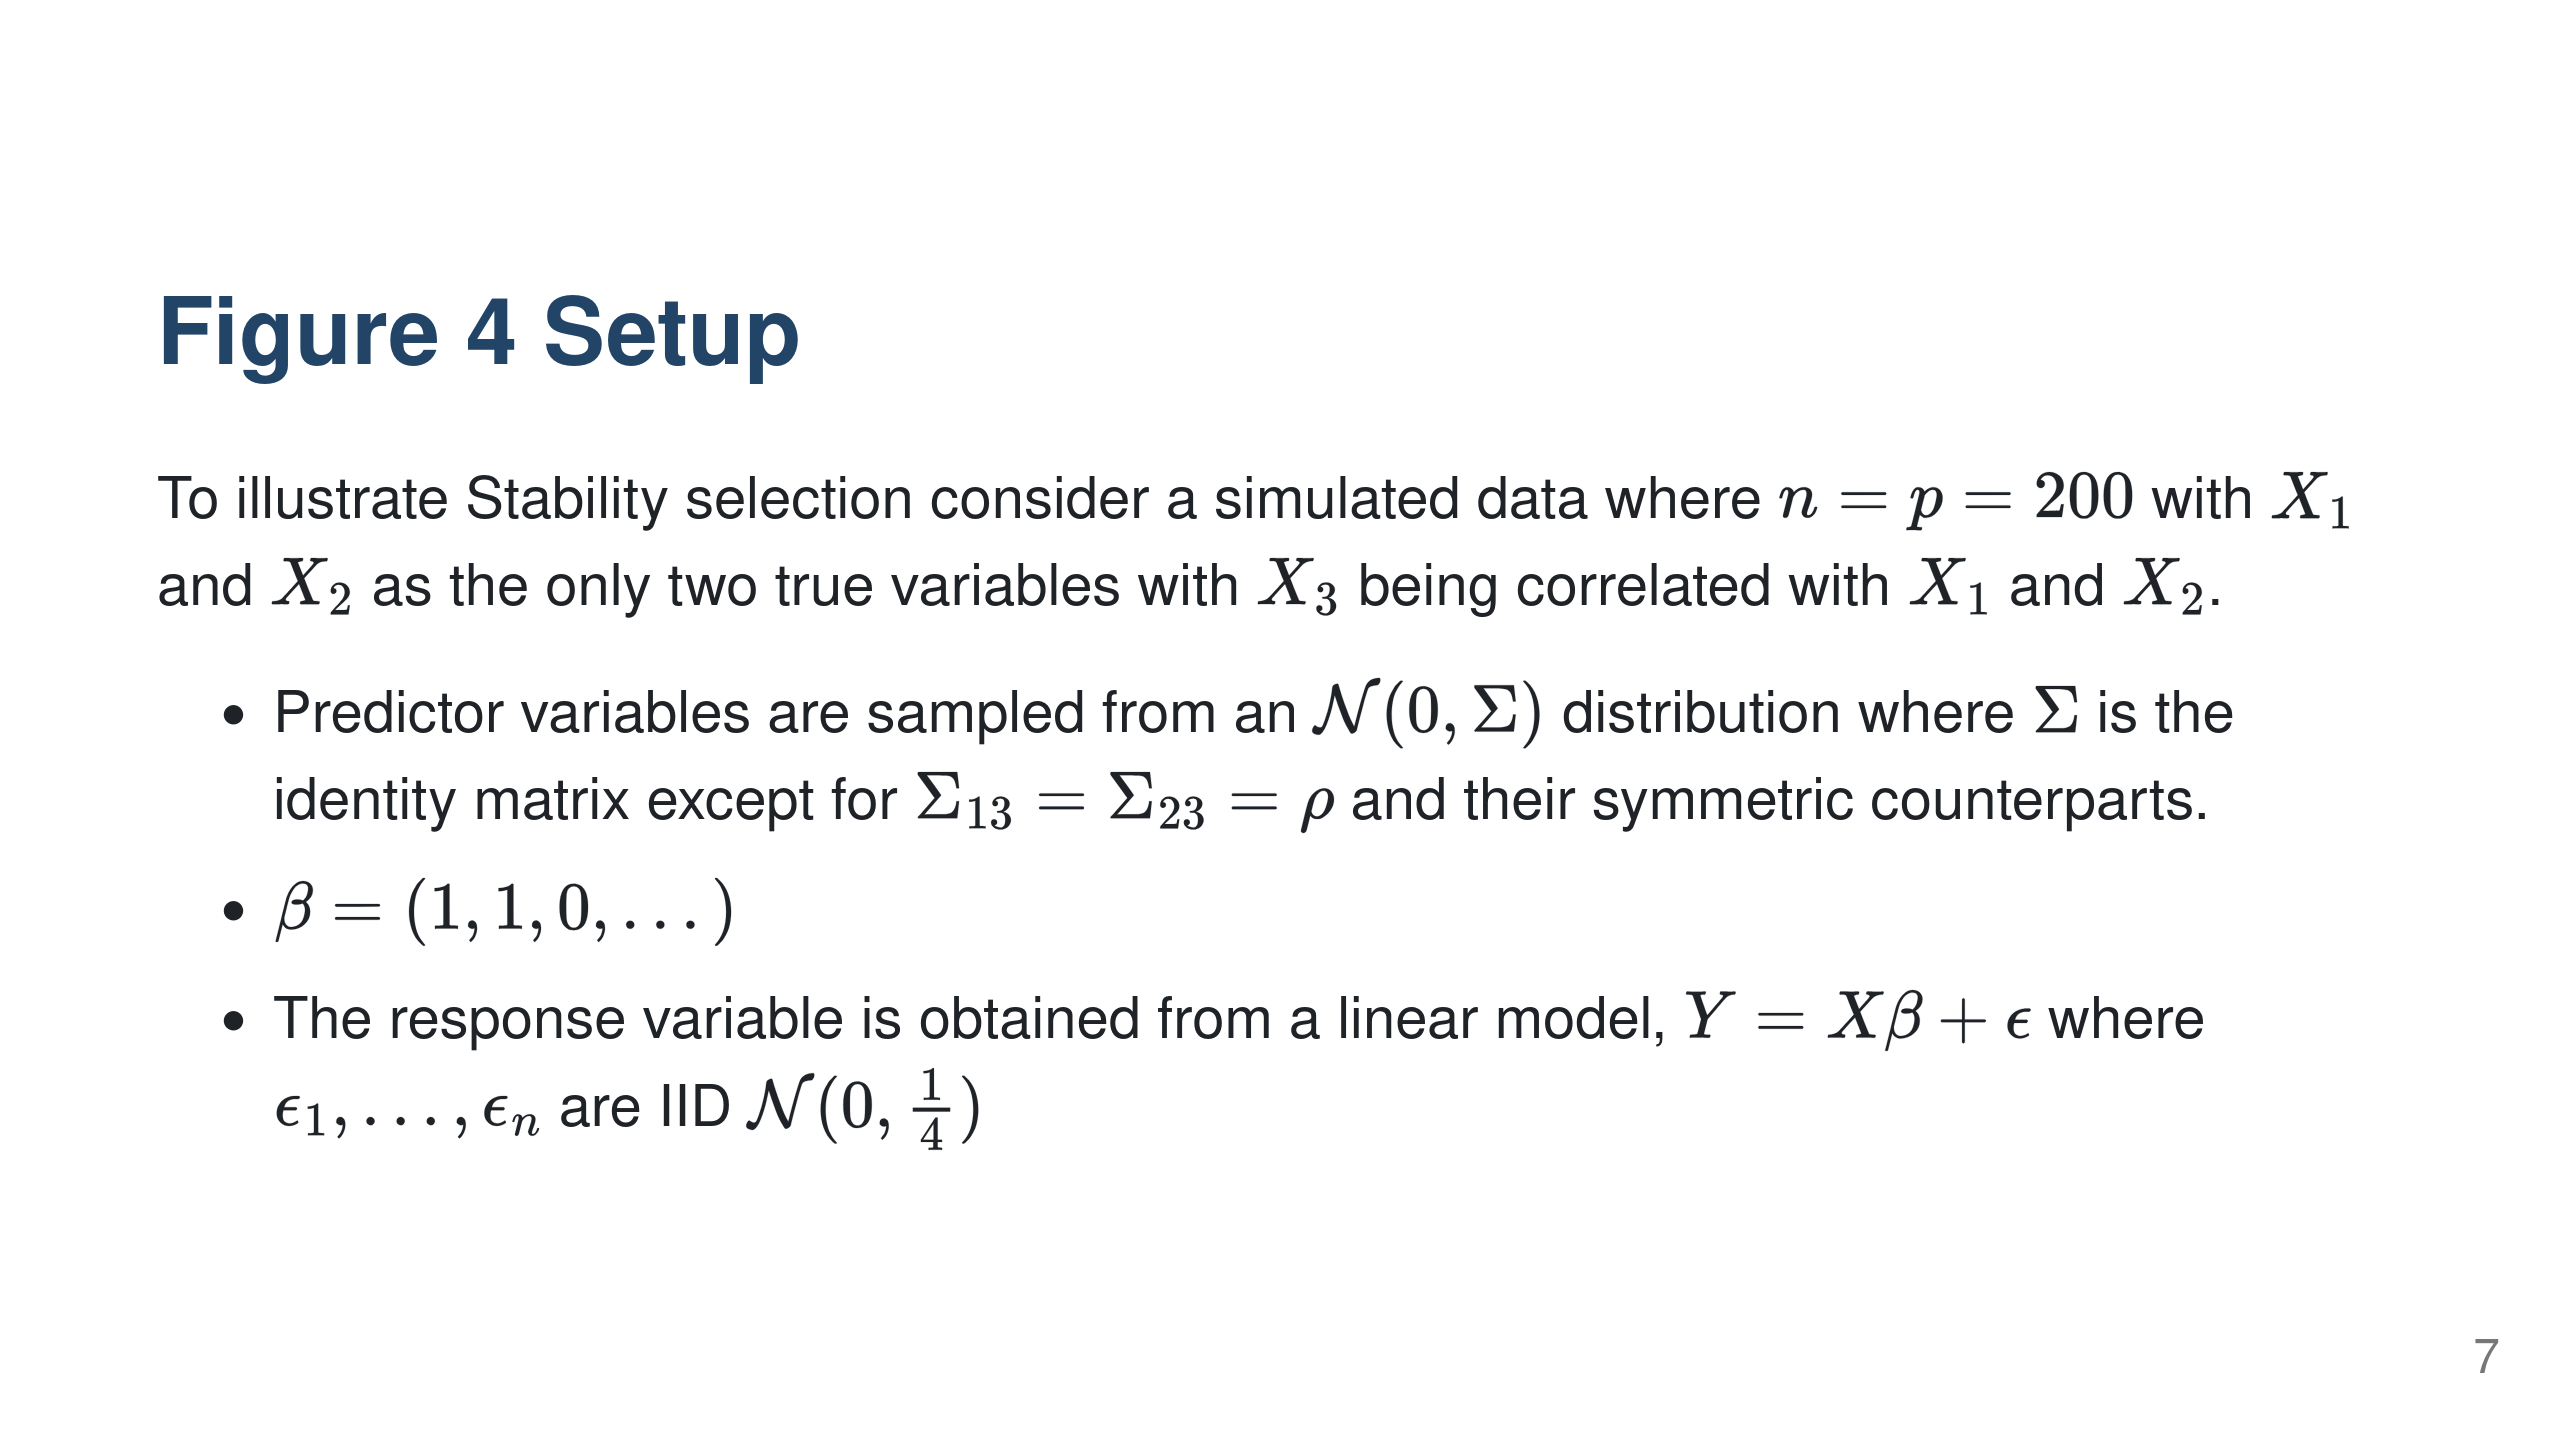 Figure 4 Setup
To illustrate Stability selection consider a simulated data where n = p = 200 with X₁
and X₂ as the only two true variables with X₃ being correlated with X₁ and X₂.
• Predictor variables are sampled from an 𝒩(0, Σ) distribution where Σ is the
identity matrix except for Σ₁₃ = Σ₂₃ = ρ and their symmetric counterparts.
• β = (1, 1, 0, . . . )
• The response variable is obtained from a linear model, Y = Xβ + ϵ where
ϵ₁, . . . , ϵₙ are IID 𝒩(0, 1/4)
7